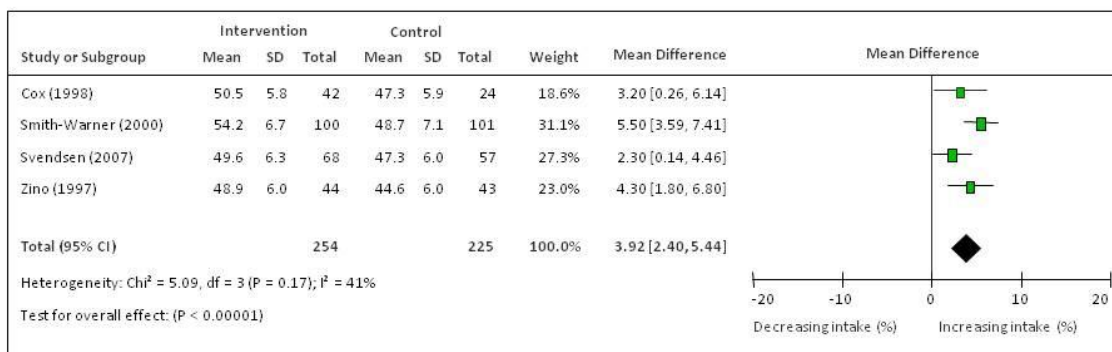 Intervention Control
Study or Subgroup Mean SD Total Mean SD Total Weight Mean Difference Mean Difference
Cox (1998) 50.5 5.8 42 47.3 5.9 24 18.6% 3.20 [0.26, 6.14]
Smith-Warner (2000) 54.2 6.7 100 48.7 7.1 101 31.1% 5.50 [3.59, 7.41]
Svendsen (2007) 49.6 6.3 68 47.3 6.0 57 27.3% 2.30 [0.14, 4.46]
Zino (1997) 48.9 6.0 44 44.6 6.0 43 23.0% 4.30 [1.80, 6.80]
Total (95% CI) 254 225 100.0% 3.92 [2.40, 5.44]
Heterogeneity: Chi² = 5.09, df = 3 (P = 0.17); I² = 41%
Test for overall effect: (P < 0.00001)
-20 -10 0 10 20
Decreasing intake (%) Increasing intake (%)